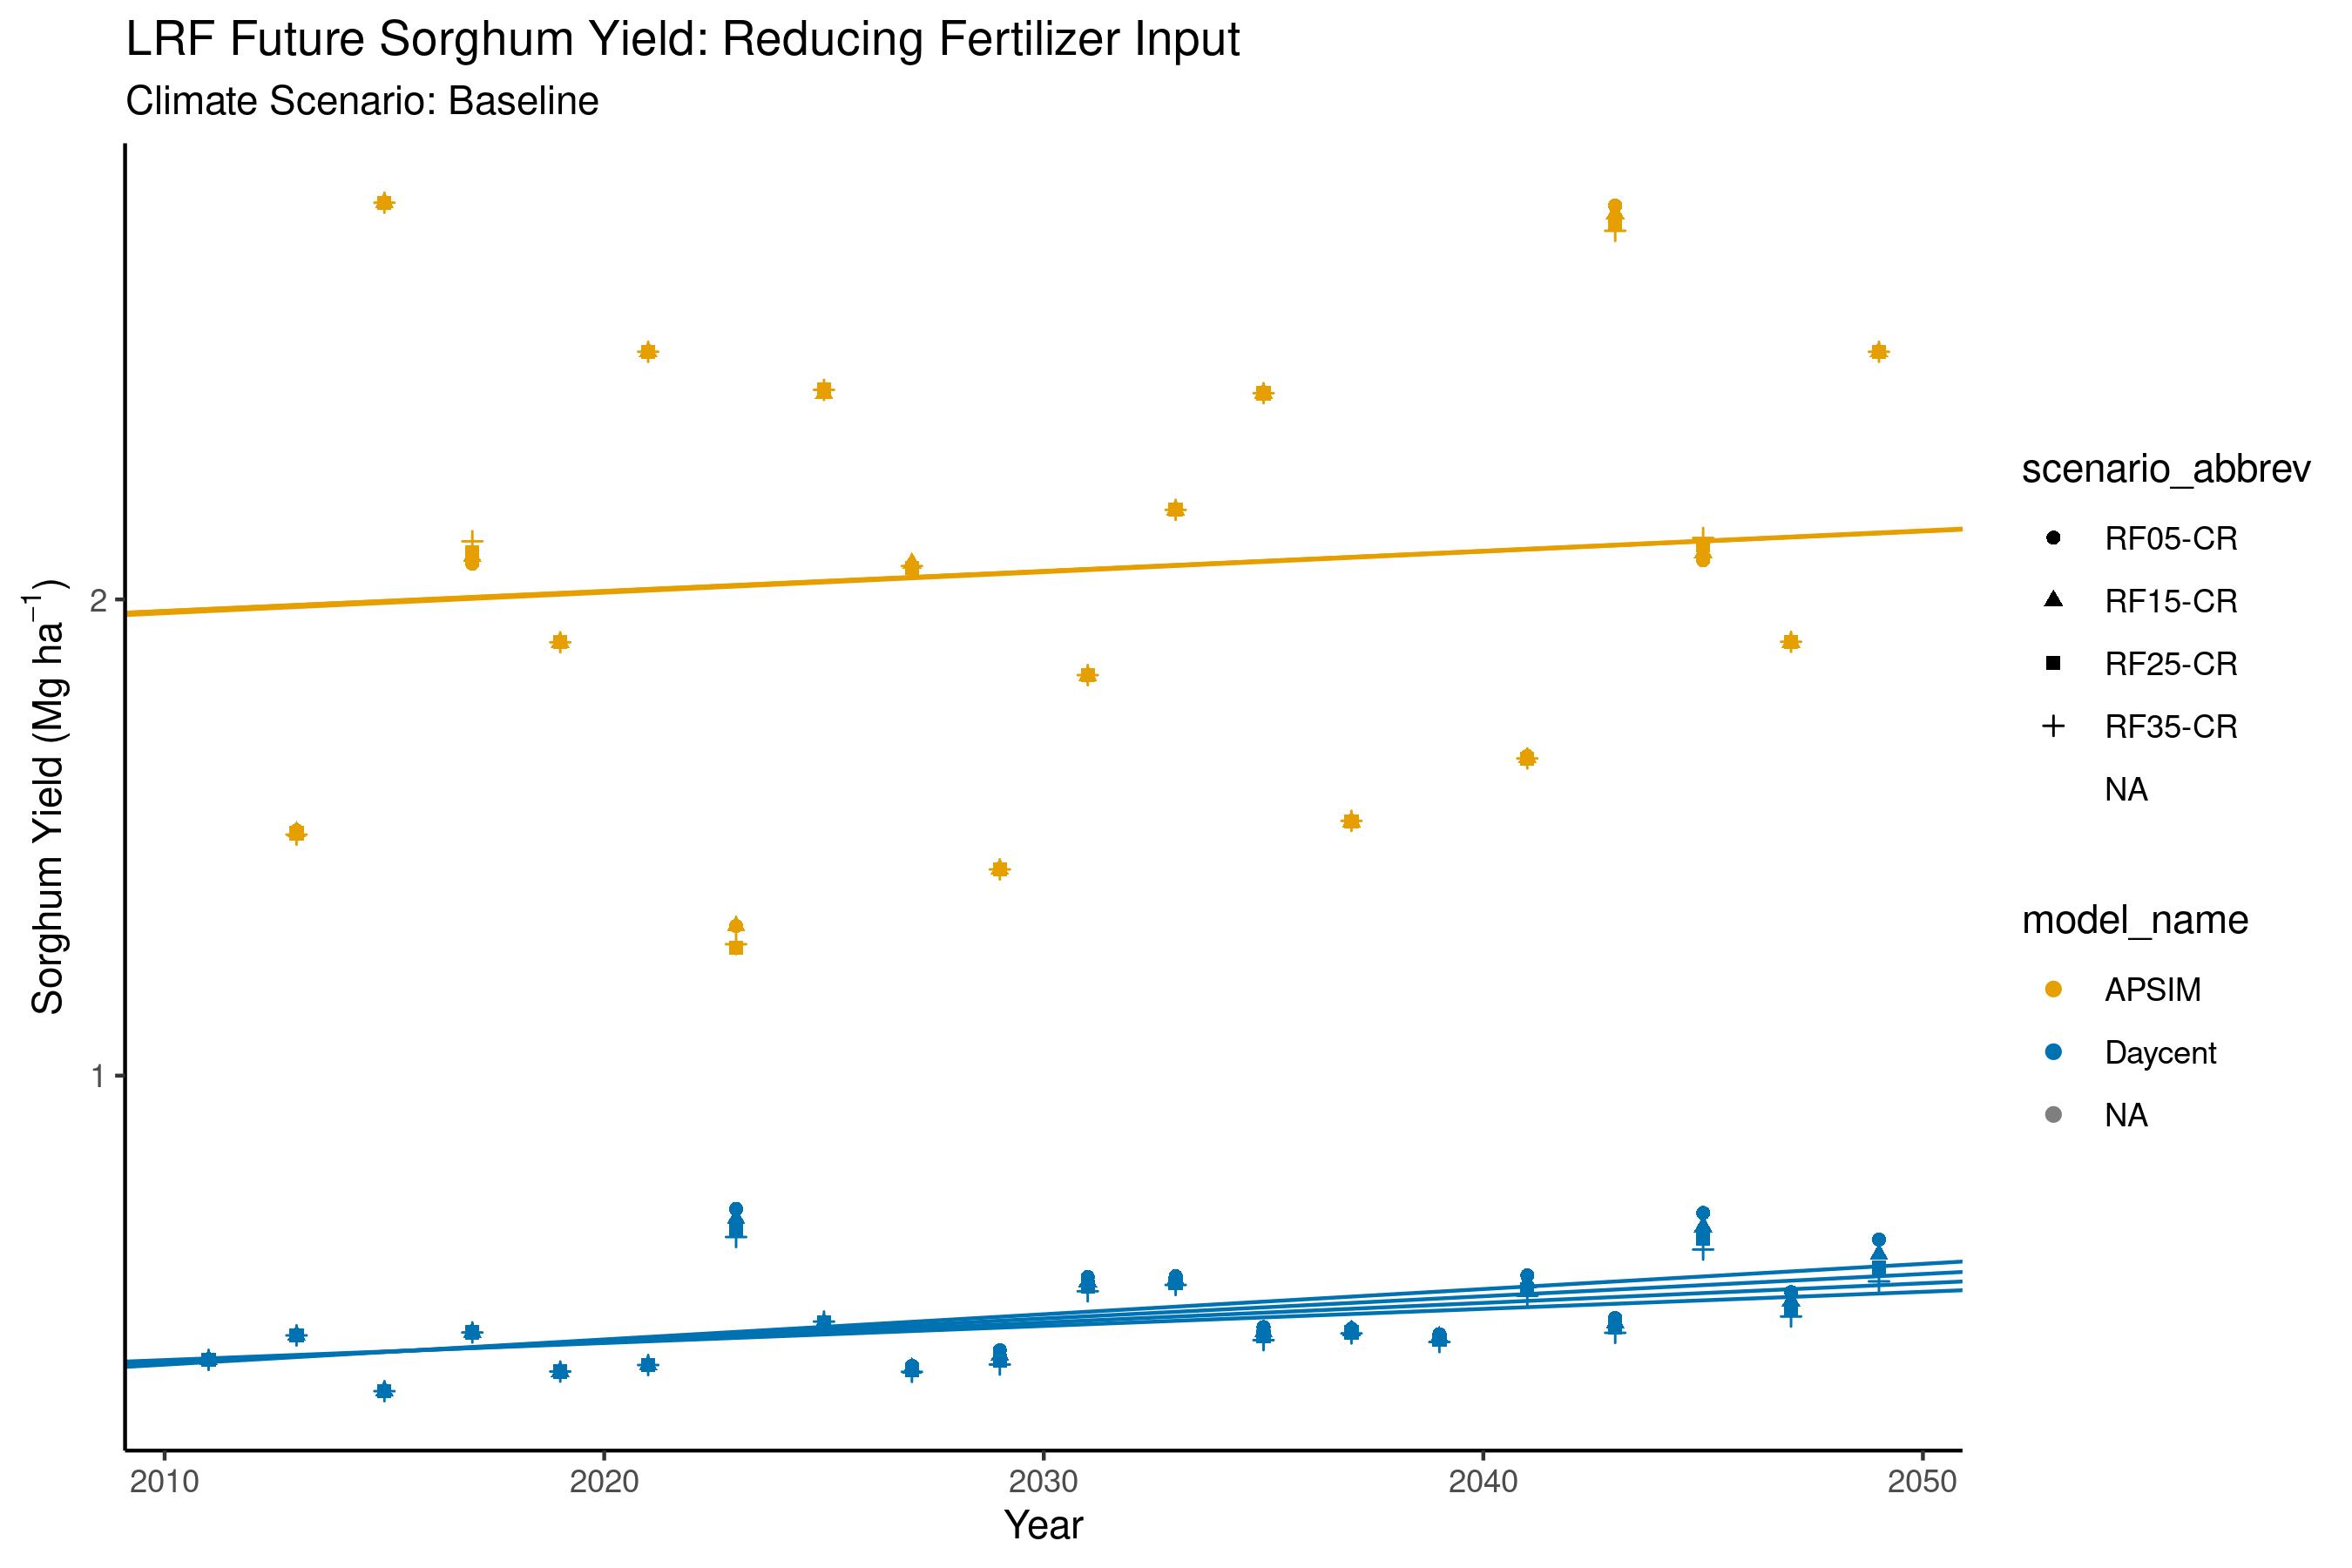 LRF Future Sorghum Yield: Reducing Fertilizer Input
Climate Scenario: Baseline
Sorghum Yield (Mg ha⁻¹)
2
1
2010
2020
2030
2040
2050
Year
scenario_abbrev
RF05-CR
RF15-CR
RF25-CR
RF35-CR
NA
model_name
APSIM
Daycent
NA